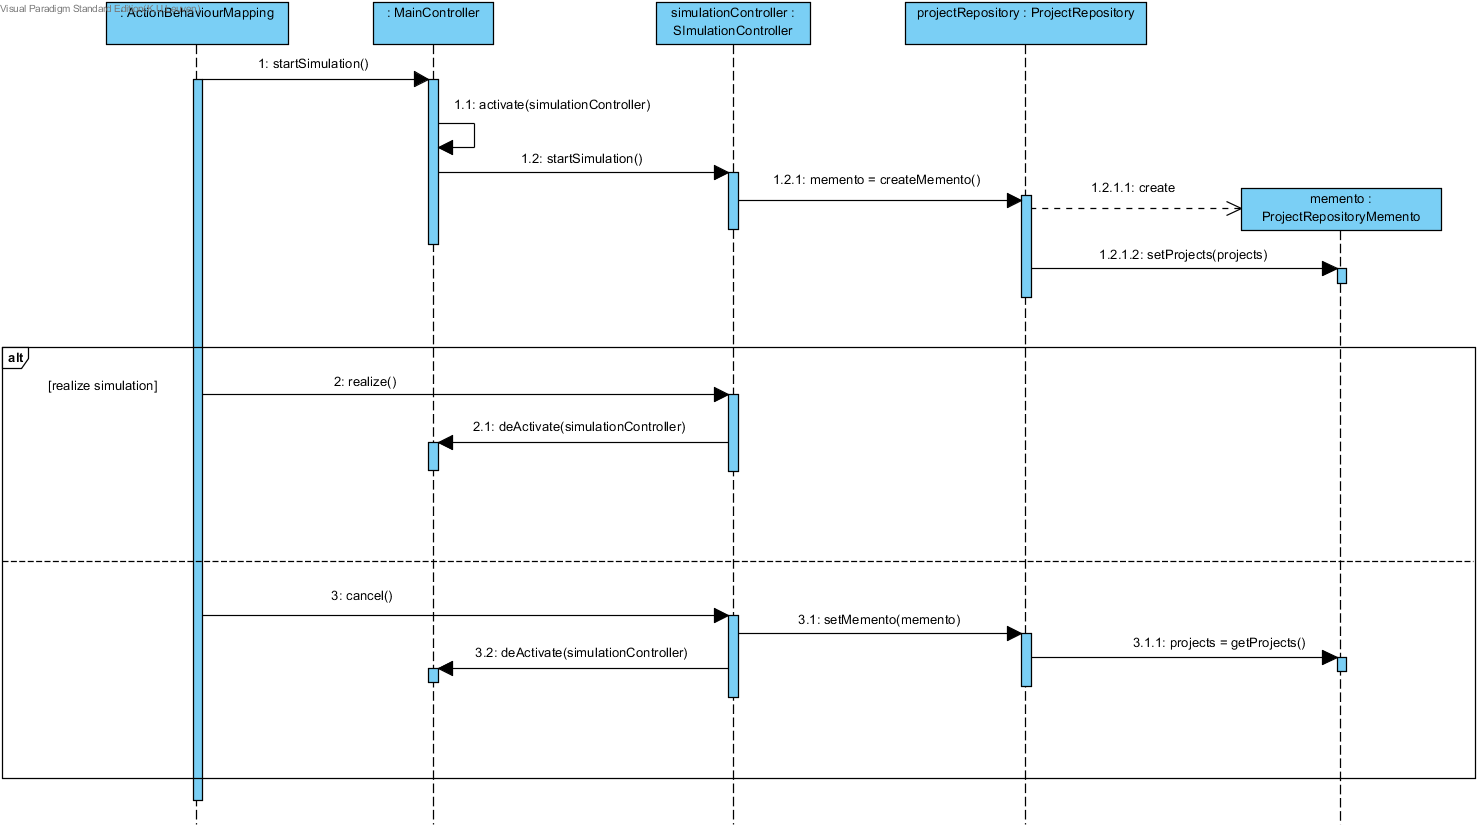 Visual Paradigm Standard Edition(K.U.Leuven)
: ActionBehaviourMapping
: MainController
simulationController :
SImulationController
projectRepository : ProjectRepository
1: startSimulation()
1.1: activate(simulationController)
1.2: startSimulation()
1.2.1: memento = createMemento()
1.2.1.1: create
memento :
ProjectRepositoryMemento
1.2.1.2: setProjects(projects)
alt
[realize simulation]
2: realize()
2.1: deActivate(simulationController)
3: cancel()
3.1: setMemento(memento)
3.1.1: projects = getProjects()
3.2: deActivate(simulationController)